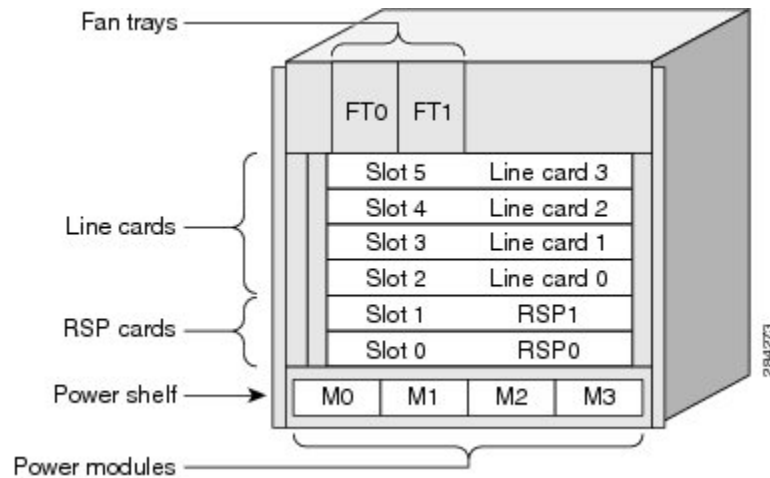 Fan trays
FT0 FT1
Slot 5 Line card 3
Slot 4 Line card 2
Line cards
Slot 3 Line card 1
Slot 2 Line card 0
Slot 1 RSP1
RSP cards
Slot 0 RSP0
Power shelf
M0 M1 M2 M3
Power modules
284273